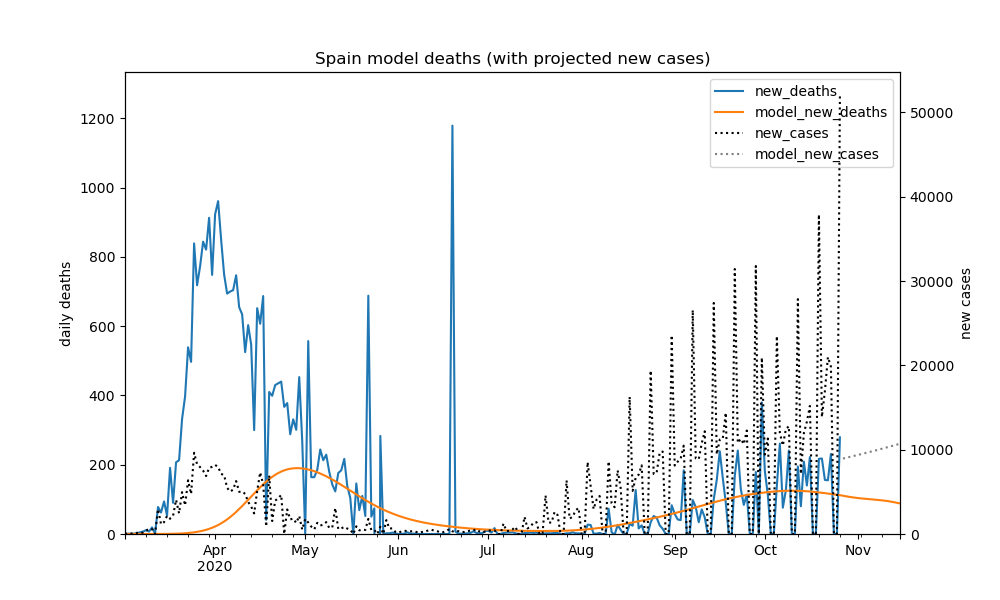 Spain model deaths (with projected new cases)
new_deaths
model_new_deaths
new_cases
model_new_cases
daily deaths
1200
1000
800
600
400
200
0
50000
40000
30000
20000
10000
0
new cases
Apr
2020
May
Jun
Jul
Aug
Sep
Oct
Nov